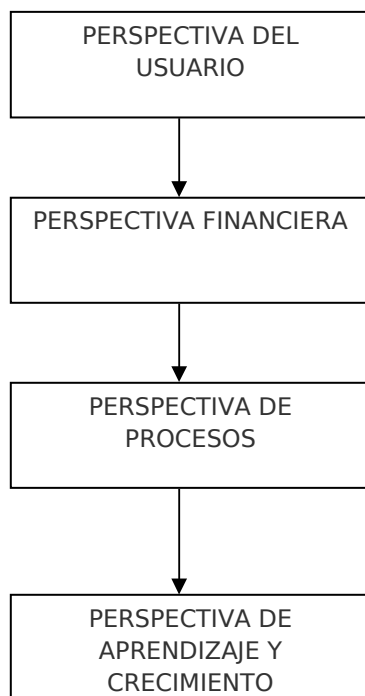 PERSPECTIVA DEL
USUARIO
PERSPECTIVA FINANCIERA
PERSPECTIVA DE
PROCESOS
PERSPECTIVA DE
APRENDIZAJE Y
CRECIMIENTO